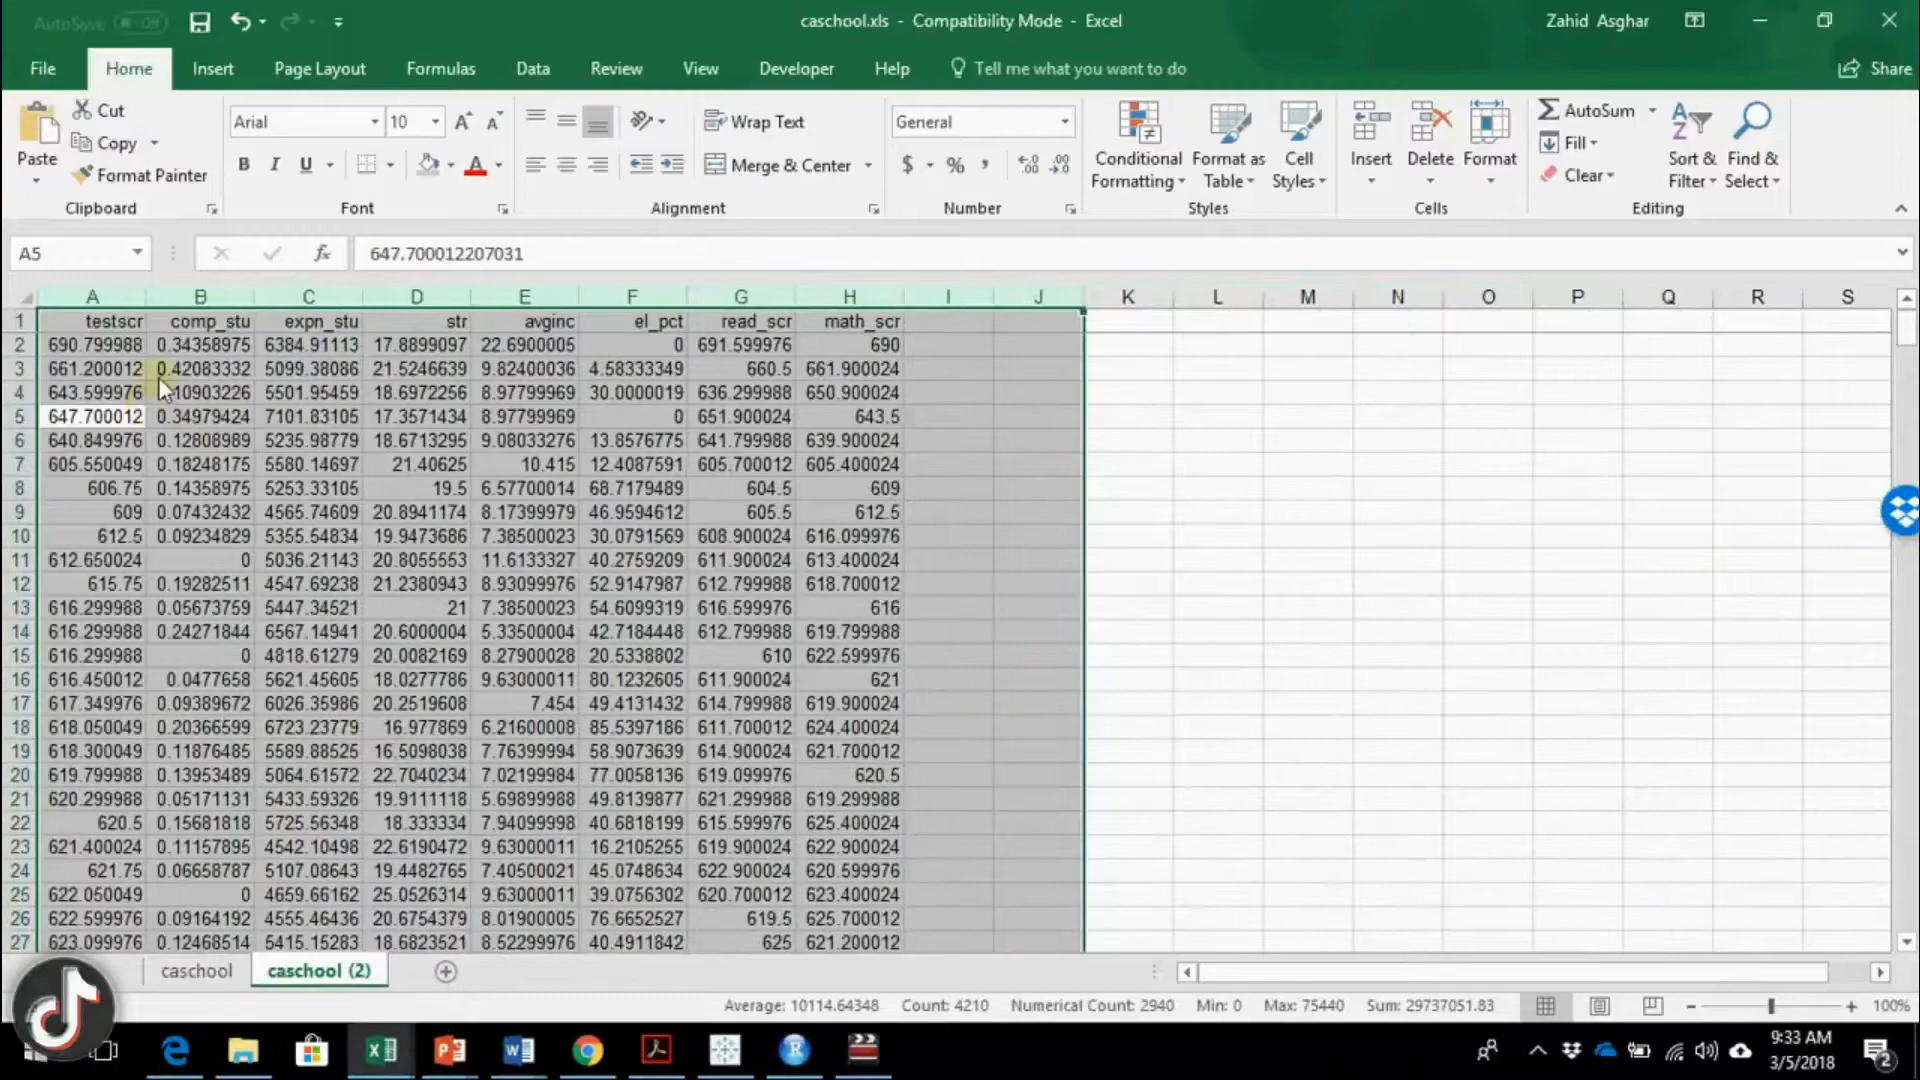 AutoSave Off caschool.xls - Compatibility Mode - Excel Zahid Asghar
File Home Insert Page Layout Formulas Data Review View Developer Help Tell me what you want to do Share
Cut
Copy
Paste
Format Painter
Clipboard
Arial 10
B I U
Font
Wrap Text
Merge & Center
Alignment
General
$ % ,
Number
Conditional Formatting
Format as Table
Cell Styles
Styles
Insert Delete Format
Cells
AutoSum
Fill
Clear
Sort & Filter
Find & Select
Editing
A5 fx 647.700012207031
A B C D E F G H I J K L M N O P Q R S
1 testscr comp_stu expn_stu str avginc el_pct read_scr math_scr
2 690.799988 0.34358975 6384.91113 17.8899097 22.6900005 0 691.599976 690
3 661.200012 0.42083332 5099.38086 21.5246639 9.82400036 4.58333349 660.5 661.900024
4 643.599976 10903226 5501.95459 18.6972256 8.97799969 30.0000019 636.299988 650.900024
5 647.700012 0.34979424 7101.83105 17.3571434 8.97799969 0 651.900024 643.5
6 640.849976 0.12808989 5235.98779 18.6713295 9.08033276 13.8576775 641.799988 639.900024
7 605.550049 0.18248175 5580.14697 21.40625 10.415 12.4087591 605.700012 605.400024
8 606.75 0.14358975 5253.33105 19.5 6.57700014 68.7179489 604.5 609
9 609 0.07432432 4565.74609 20.8941174 8.17399979 46.9594612 605.5 612.5
10 612.5 0.09234829 5355.54834 19.9473686 7.38500023 30.0791569 608.900024 616.099976
11 612.650024 0 5036.21143 20.8055553 11.6133327 40.2759209 611.900024 613.400024
12 615.75 0.19282511 4547.69238 21.2380943 8.93099976 52.9147987 612.799988 618.700012
13 616.299988 0.05673759 5447.34521 21 7.38500023 54.6099319 616.599976 616
14 616.299988 0.24271844 6567.14941 20.6000004 5.33500004 42.7184448 612.799988 619.799988
15 616.299988 0 4818.61279 20.0082169 8.27900028 20.5338802 610 622.599976
16 616.450012 0.0477658 5621.45605 18.0277786 9.63000011 80.1232605 611.900024 621
17 617.349976 0.09389672 6026.35986 20.2519608 7.454 49.4131432 614.799988 619.900024
18 618.050049 0.20366599 6723.23779 16.977869 6.21600008 85.5397186 611.700012 624.400024
19 618.300049 0.11876485 5589.88525 16.5098038 7.76399994 58.9073639 614.900024 621.700012
20 619.799988 0.13953489 5064.61572 22.7040234 7.02199984 77.0058136 619.099976 620.5
21 620.299988 0.05171131 5433.59326 19.9111118 5.69899988 49.8139877 621.299988 619.299988
22 620.5 0.15681818 5725.56348 18.333334 7.94099998 40.6818199 615.599976 625.400024
23 621.400024 0.11157895 4542.10498 22.6190472 9.63000011 16.2105255 619.900024 622.900024
24 621.75 0.06658787 5107.08643 19.4482765 7.40500021 45.0748634 622.900024 620.599976
25 622.050049 0 4659.66162 25.0526314 9.63000011 39.0756302 620.700012 623.400024
26 622.599976 0.09164192 4555.46436 20.6754379 8.01900005 76.6652527 619.5 625.700012
27 623.099976 0.12468514 5415.15283 18.6823521 8.52299976 40.4911842 625 621.200012
caschool caschool (2)
Average: 10114.64348 Count: 4210 Numerical Count: 2940 Min: 0 Max: 75440 Sum: 29737051.83 100%
9:33 AM
3/5/2018
2